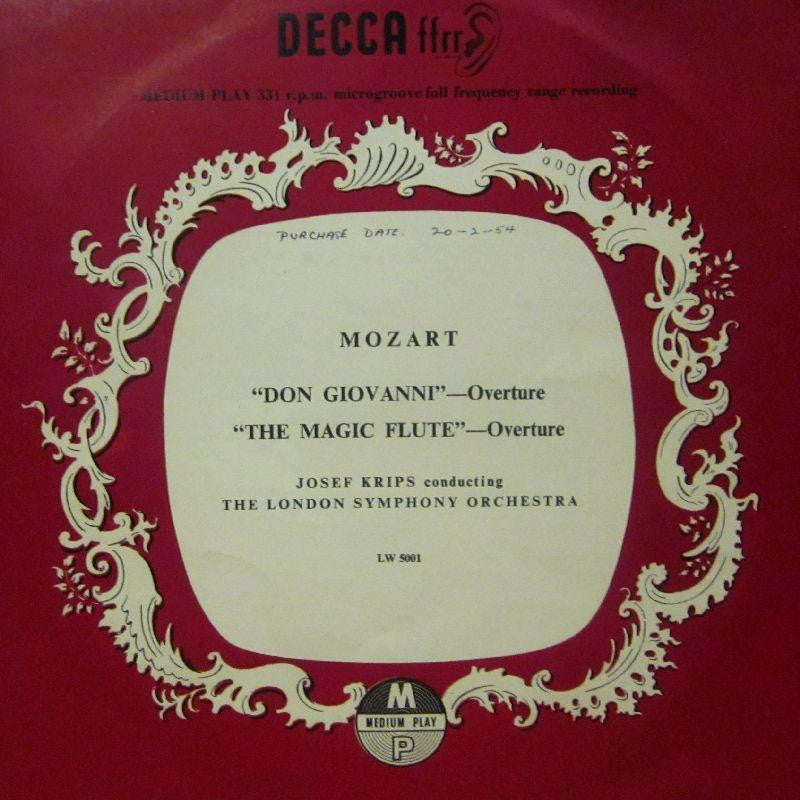 DECCA ffrr
MEDIUM PLAY 33⅓ r.p.m. microgroove full frequency range recording
PURCHASE DATE. 20-2-54
MOZART
“DON GIOVANNI”—Overture
“THE MAGIC FLUTE”—Overture
JOSEF KRIPS conducting
THE LONDON SYMPHONY ORCHESTRA
LW 5001
M
MEDIUM PLAY
P